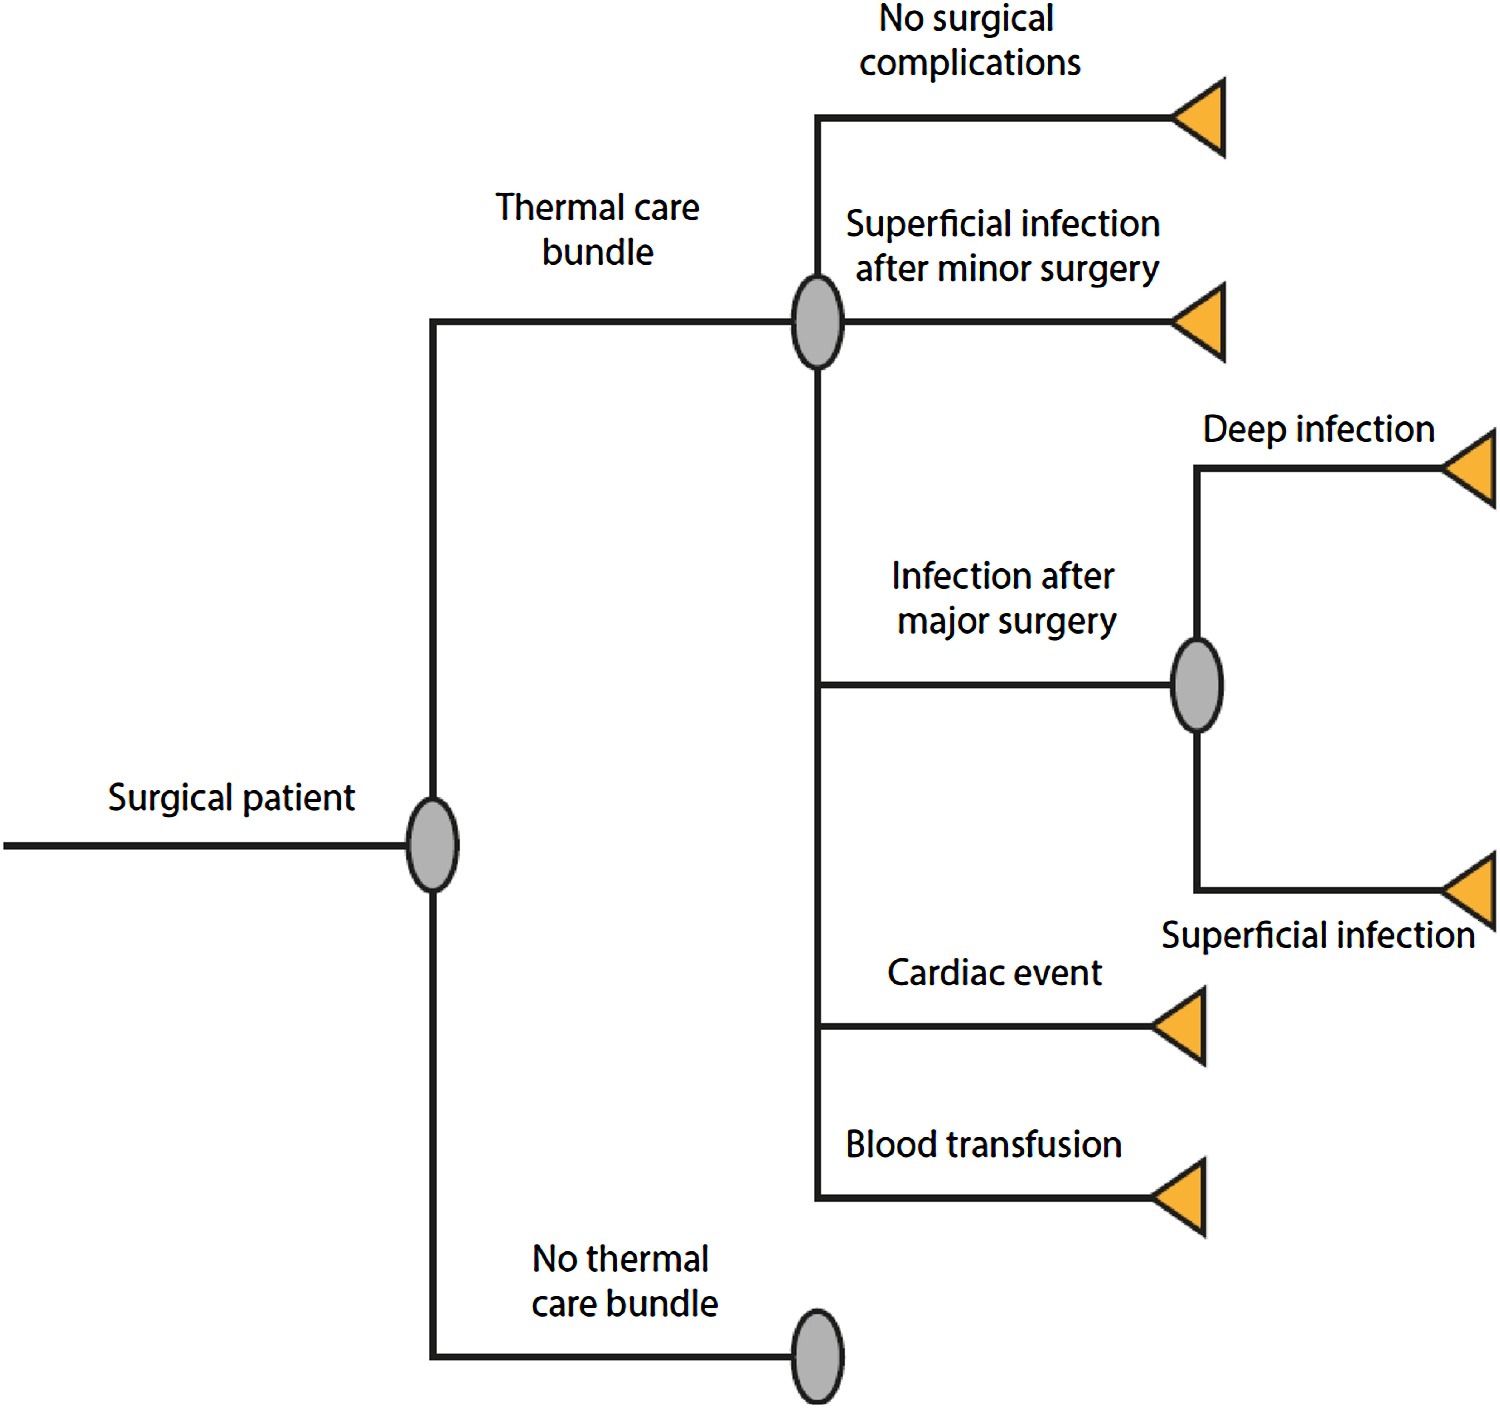 No surgical
complications
Thermal care
bundle
Superficial infection
after minor surgery
Deep infection
Infection after
major surgery
Surgical patient
Superficial infection
Cardiac event
Blood transfusion
No thermal
care bundle